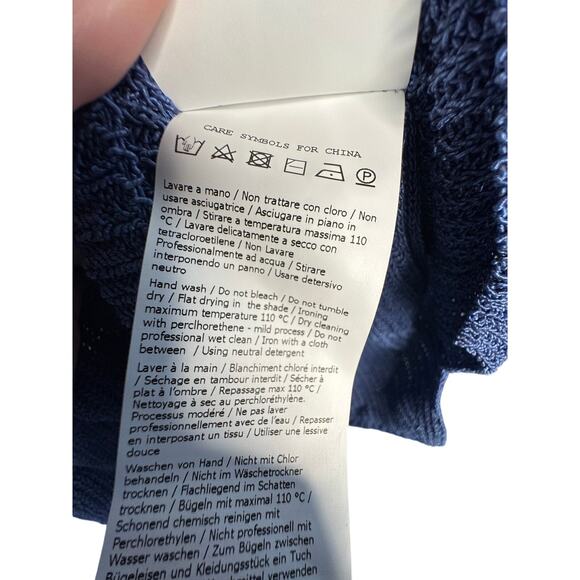 CARE SYMBOLS FOR CHINA
P
Lavare a mano / Non trattare con cloro / Non
usare asciugatrice / Asciugare in piano in
ombra / Stirare a temperatura massima 110
°C / Lavare delicatamente a secco con
tetracloroetilene / Non Lavare
Professionalmente ad acqua / Stirare
interponendo un panno / Usare detersivo
neutro
Hand wash / Do not bleach / Do not tumble
dry / Flat drying in the shade / Ironing
maximum temperature 110 °C / Dry cleaning
with perclhorethene - mild process / Do not
professional wet clean / Iron with a cloth
between / Using neutral detergent
Laver à la main / Blanchiment chloré interdit
/ Séchage en tambour interdit / Sécher à
plat à l'ombre / Repassage max 110 °C /
Nettoyage à sec au perchloréthylène.
Processus modéré / Ne pas laver
professionnellement avec de l'eau / Repasser
en interposant un tissu / Utiliser une lessive
douce
Waschen von Hand / Nicht mit Chlor
behandeln / Nicht im Wäschetrockner
trocknen / Flachliegend im Schatten
trocknen / Bügeln mit maximal 110 °C /
Schonend chemisch reinigen mit
Perchlorethylen / Nicht professionell mit
Wasser waschen / Zum Bügeln zwischen
Bügeleisen und Kleidung ein Tuch
verwenden